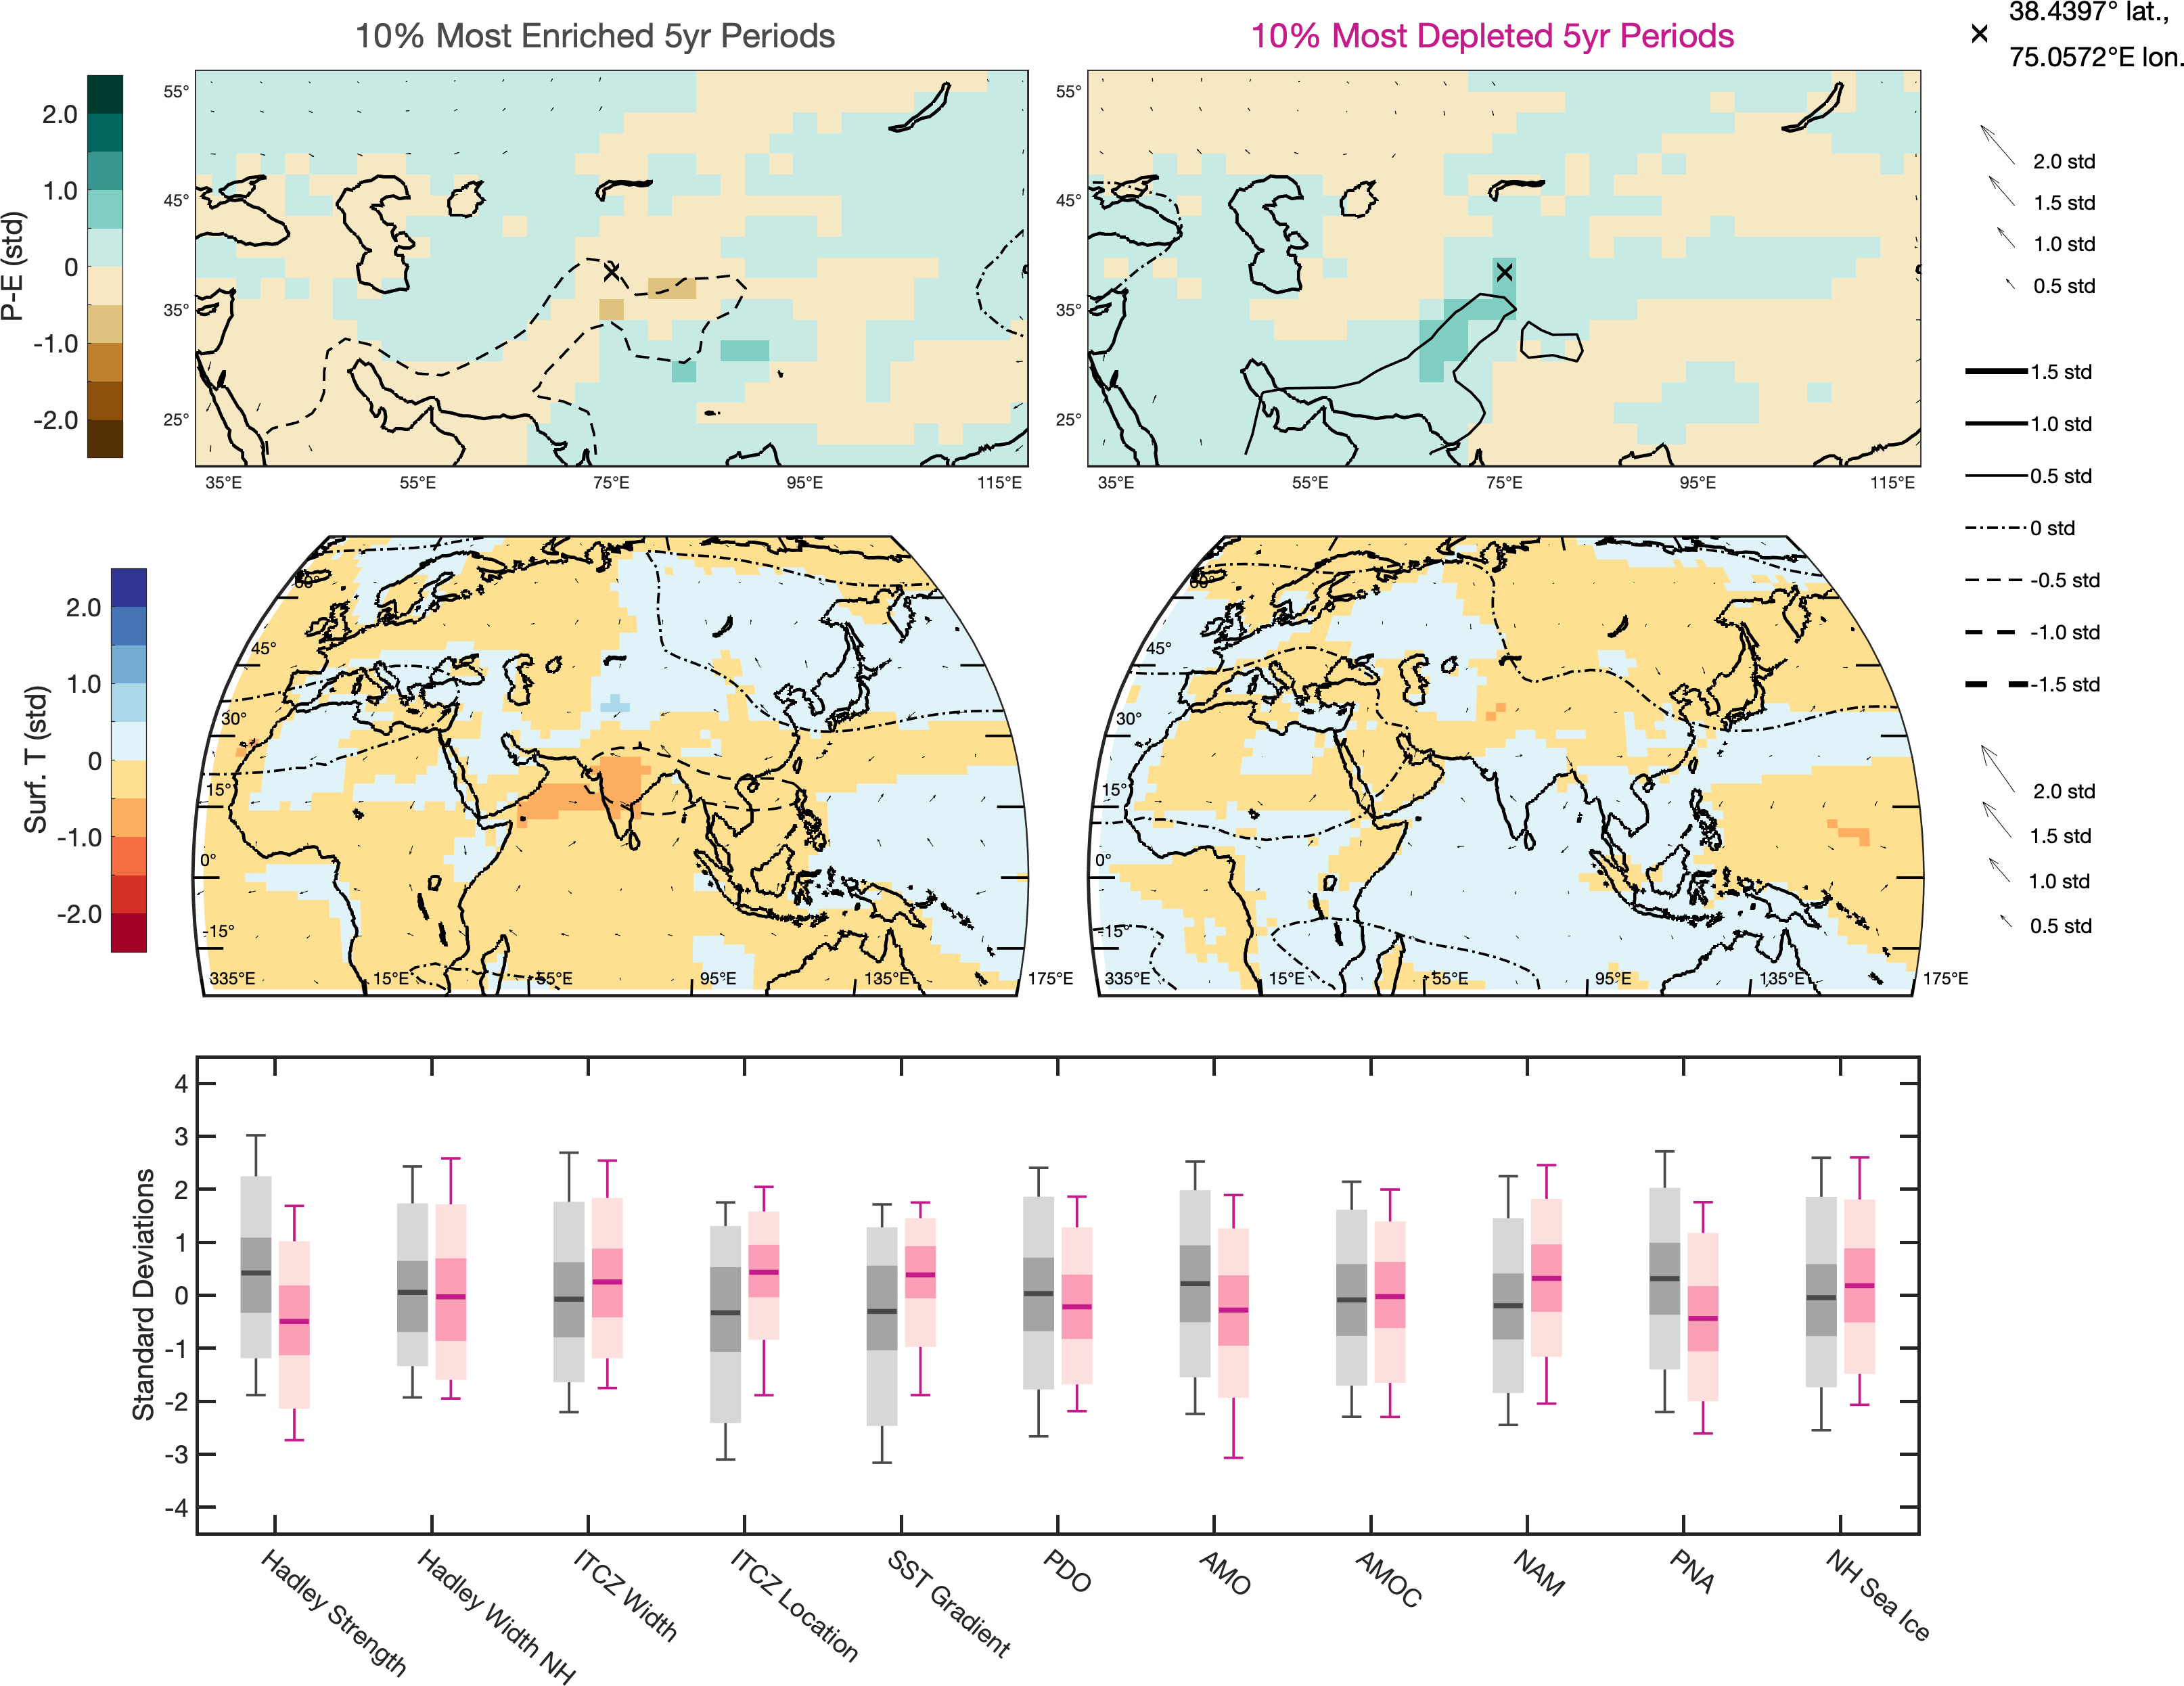 10% Most Enriched 5yr Periods
10% Most Depleted 5yr Periods
38.4397° lat.,
75.0572°E lon.
P-E (std)
2.0
1.0
0
-1.0
-2.0
55°
45°
35°
25°
35°E
55°E
75°E
95°E
115°E
55°
45°
35°
25°
35°E
55°E
75°E
95°E
115°E
2.0 std
1.5 std
1.0 std
0.5 std
1.5 std
1.0 std
0.5 std
0 std
-0.5 std
-1.0 std
-1.5 std
Surf. T (std)
2.0
1.0
0
-1.0
-2.0
60°
45°
30°
15°
0°
-15°
335°E
15°E
55°E
95°E
135°E
175°E
60°
45°
30°
15°
0°
-15°
335°E
15°E
55°E
95°E
135°E
175°E
2.0 std
1.5 std
1.0 std
0.5 std
Standard Deviations
4
3
2
1
0
-1
-2
-3
-4
Hadley Strength
Hadley Width NH
ITCZ Width
ITCZ Location
SST Gradient
PDO
AMO
AMOC
NAM
PNA
NH Sea Ice